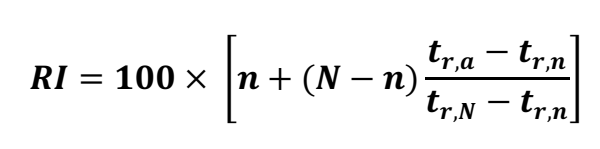 RI = 100 × [n + (N − n) (t_{r,a} − t_{r,n}) / (t_{r,N} − t_{r,n})]